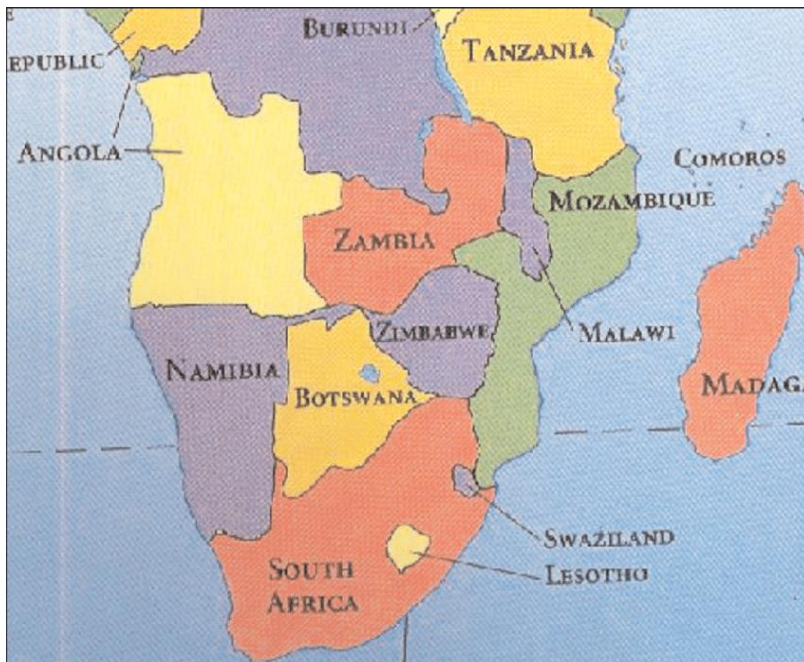 E
BURUNDI
TANZANIA
EPUBLIC
ANGOLA
COMOROS
MOZAMBIQUE
ZAMBIA
ZIMBABWE
MALAWI
NAMIBIA
BOTSWANA
MADAGA
SWAZILAND
LESOTHO
SOUTH
AFRICA